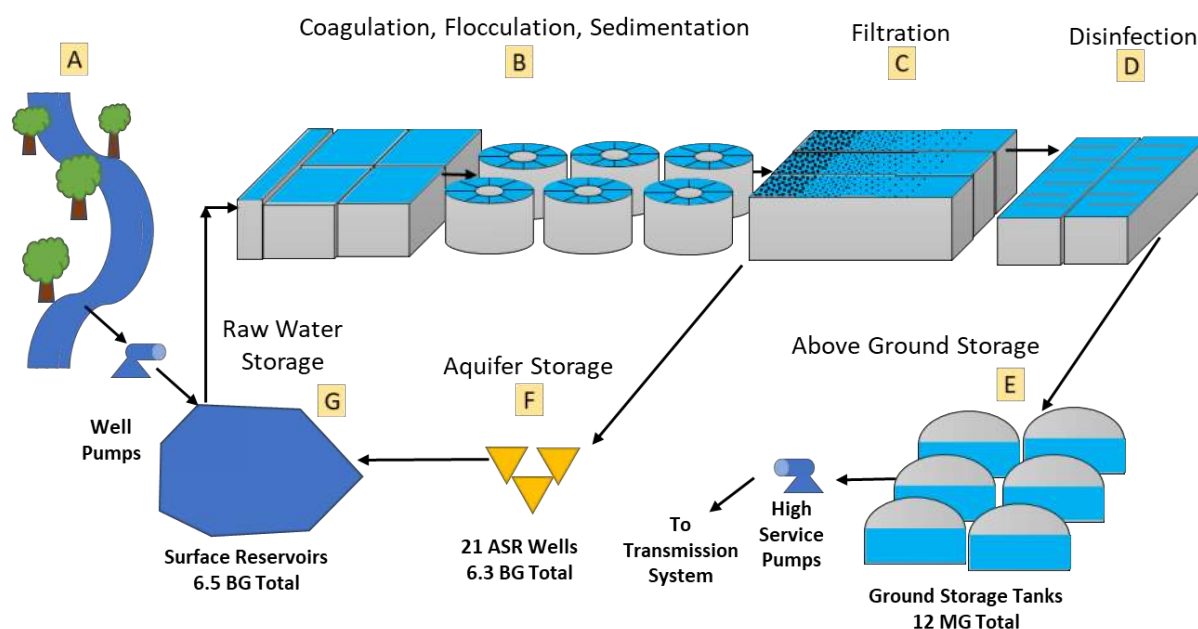 Coagulation, Flocculation, Sedimentation
B
Filtration
C
Disinfection
D
A
Raw Water
Storage
G
Well
Pumps
Surface Reservoirs
6.5 BG Total
Aquifer Storage
F
21 ASR Wells
6.3 BG Total
Above Ground Storage
E
To
Transmission
System
High
Service
Pumps
Ground Storage Tanks
12 MG Total